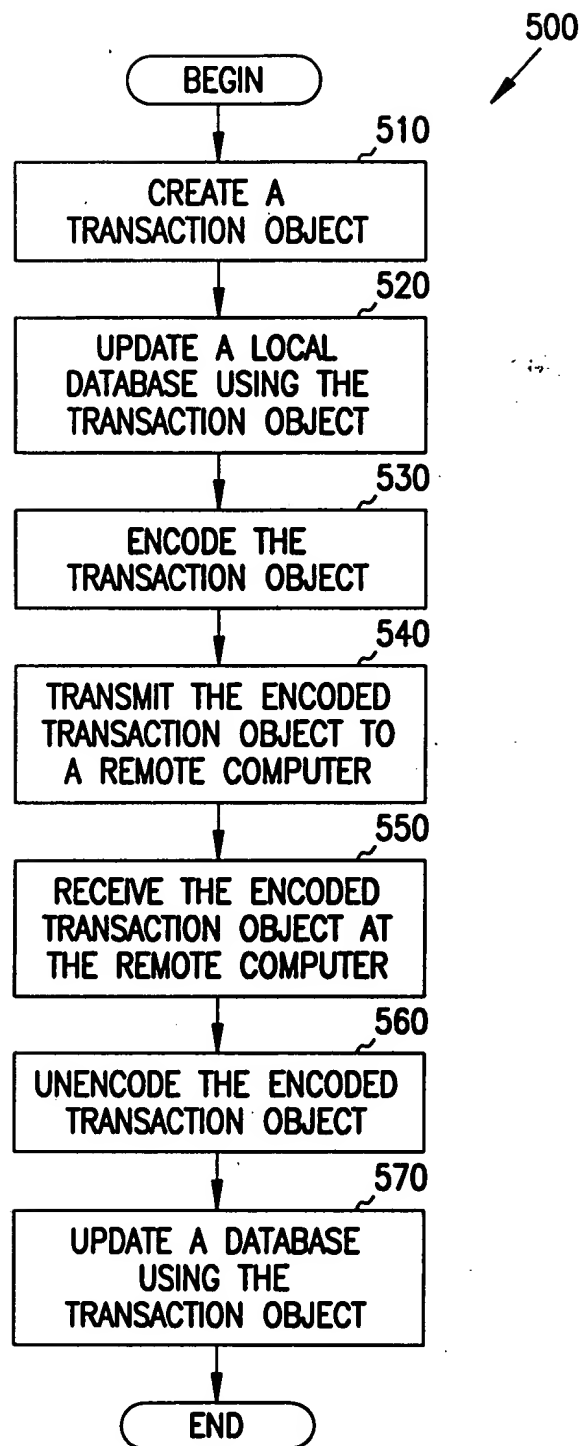 500
BEGIN
510
CREATE A
TRANSACTION OBJECT
520
UPDATE A LOCAL
DATABASE USING THE
TRANSACTION OBJECT
530
ENCODE THE
TRANSACTION OBJECT
540
TRANSMIT THE ENCODED
TRANSACTION OBJECT TO
A REMOTE COMPUTER
550
RECEIVE THE ENCODED
TRANSACTION OBJECT AT
THE REMOTE COMPUTER
560
UNENCODE THE ENCODED
TRANSACTION OBJECT
570
UPDATE A DATABASE
USING THE
TRANSACTION OBJECT
END